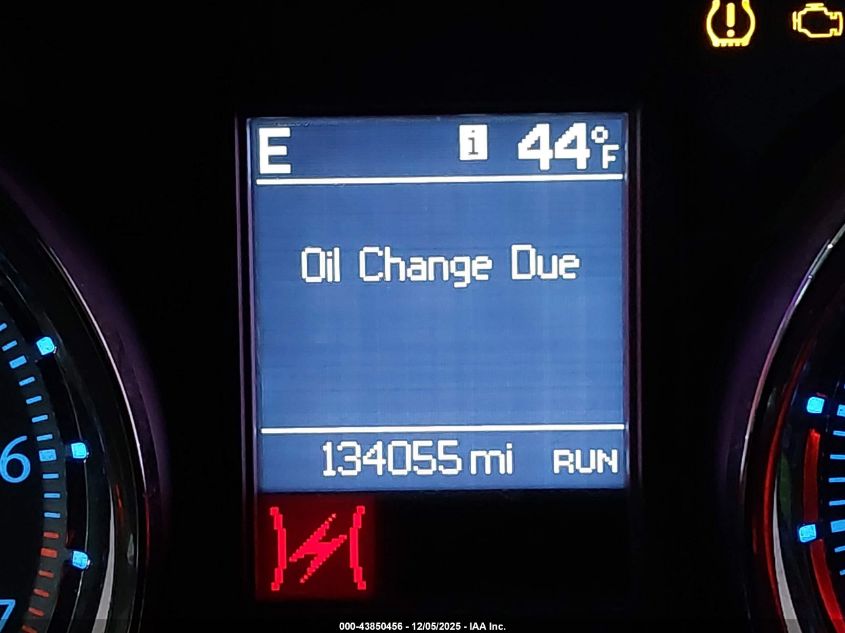 E i 44°F
Oil Change Due
134055 mi RUN
6
7
000-43850456 - 12/05/2025 - IAA Inc.